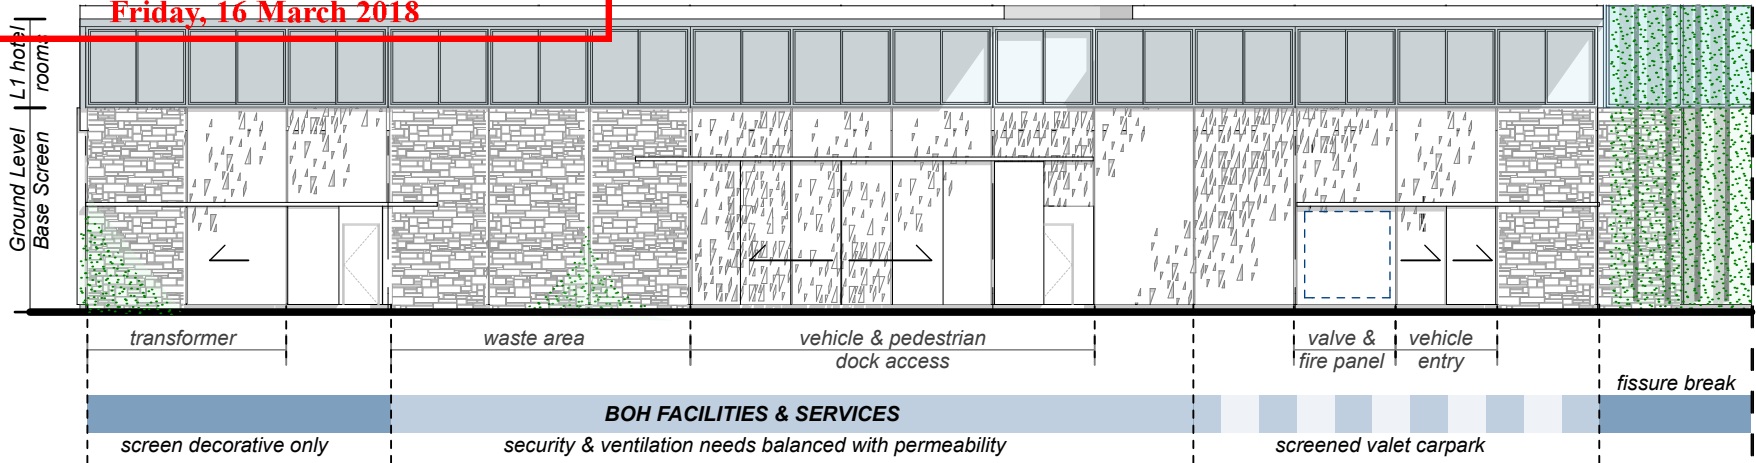 Friday, 16 March 2018
L1 hotel
rooms
Ground Level
Base Screen
transformer
waste area
vehicle & pedestrian
dock access
valve &
fire panel
vehicle
entry
fissure break
BOH FACILITIES & SERVICES
screen decorative only
security & ventilation needs balanced with permeability
screened valet carpark